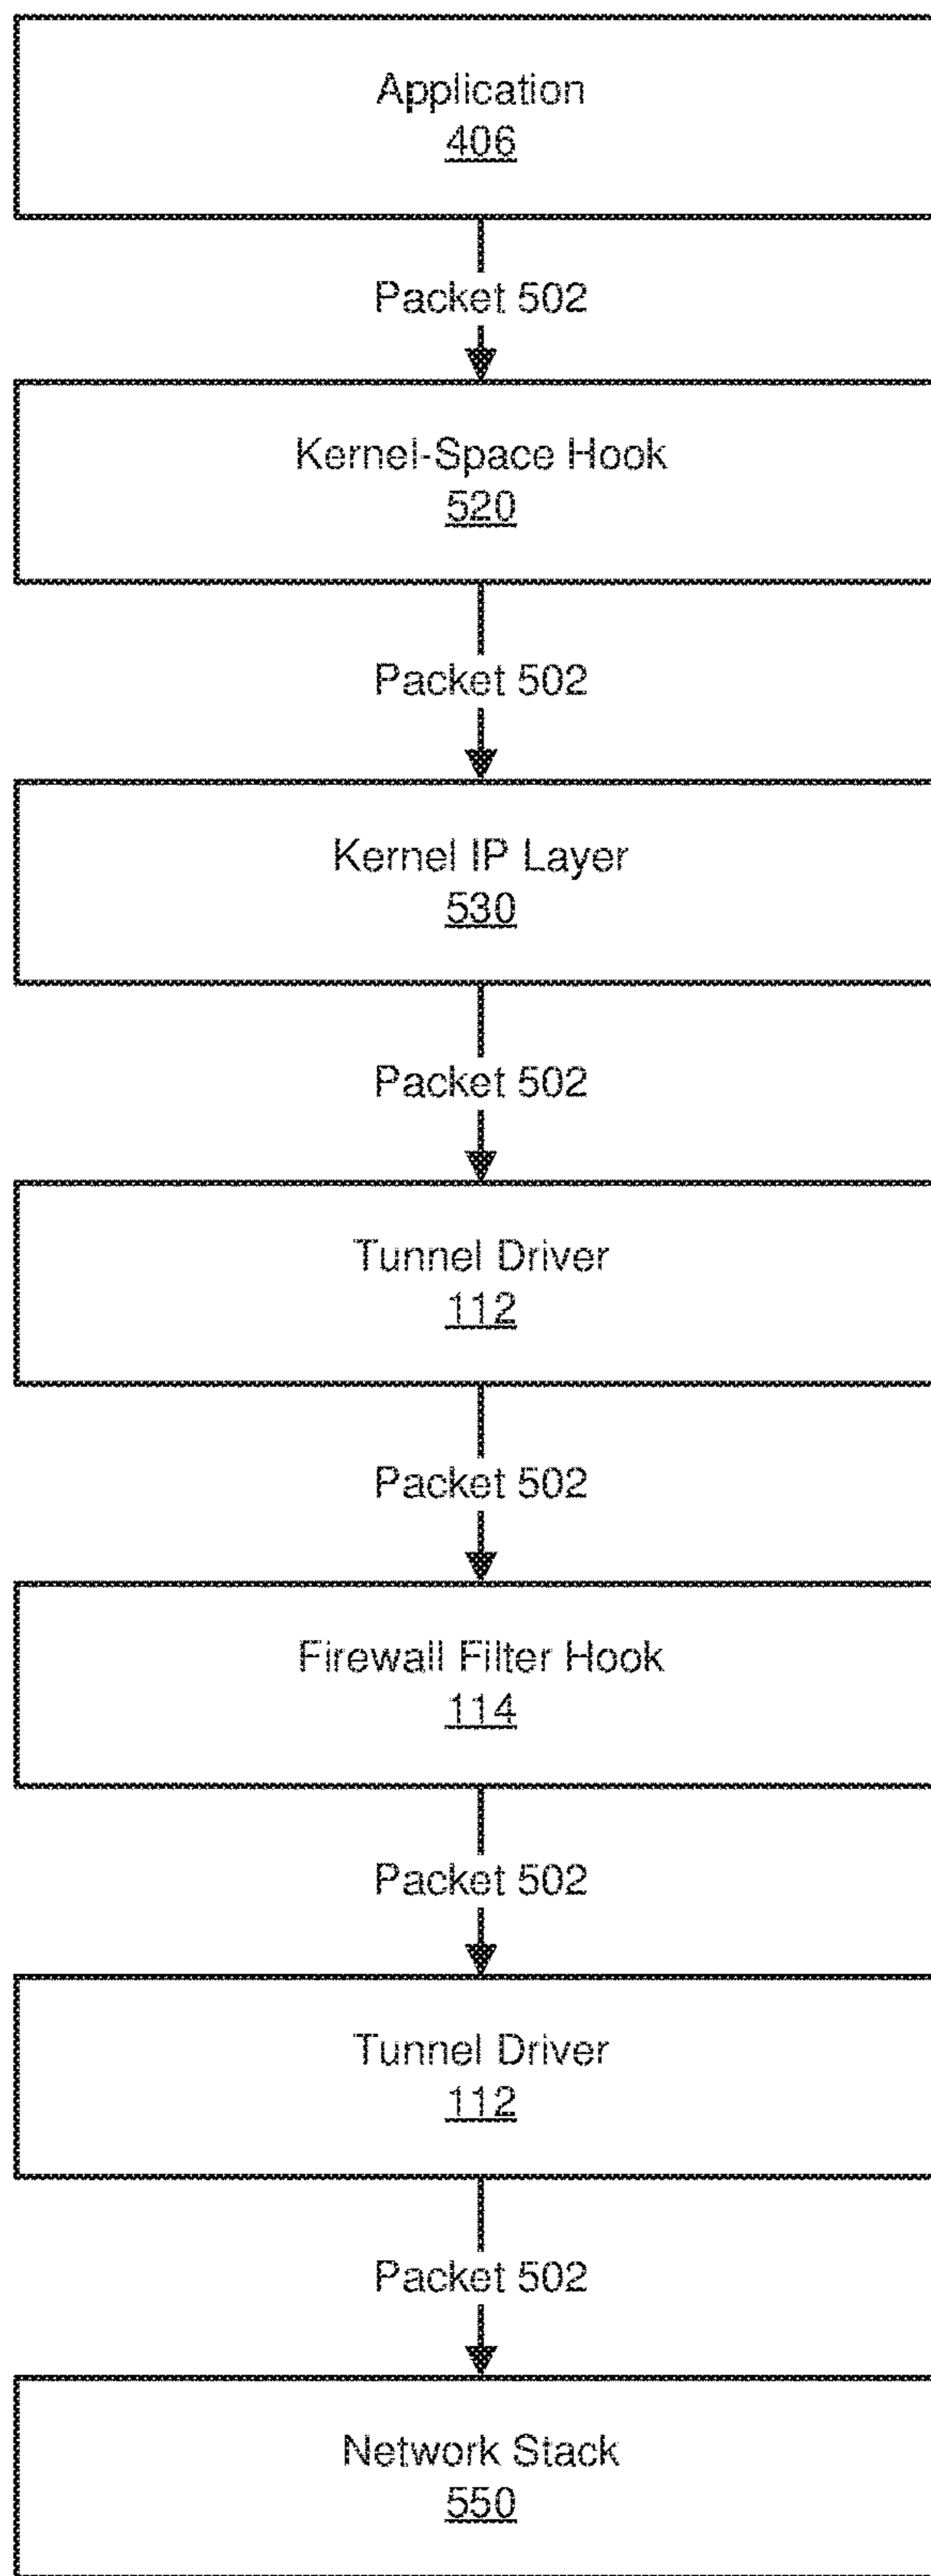 Application
406
Packet 502
Kernel-Space Hook
520
Packet 502
Kernel IP Layer
530
Packet 502
Tunnel Driver
112
Packet 502
Firewall Filter Hook
114
Packet 502
Tunnel Driver
112
Packet 502
Network Stack
550